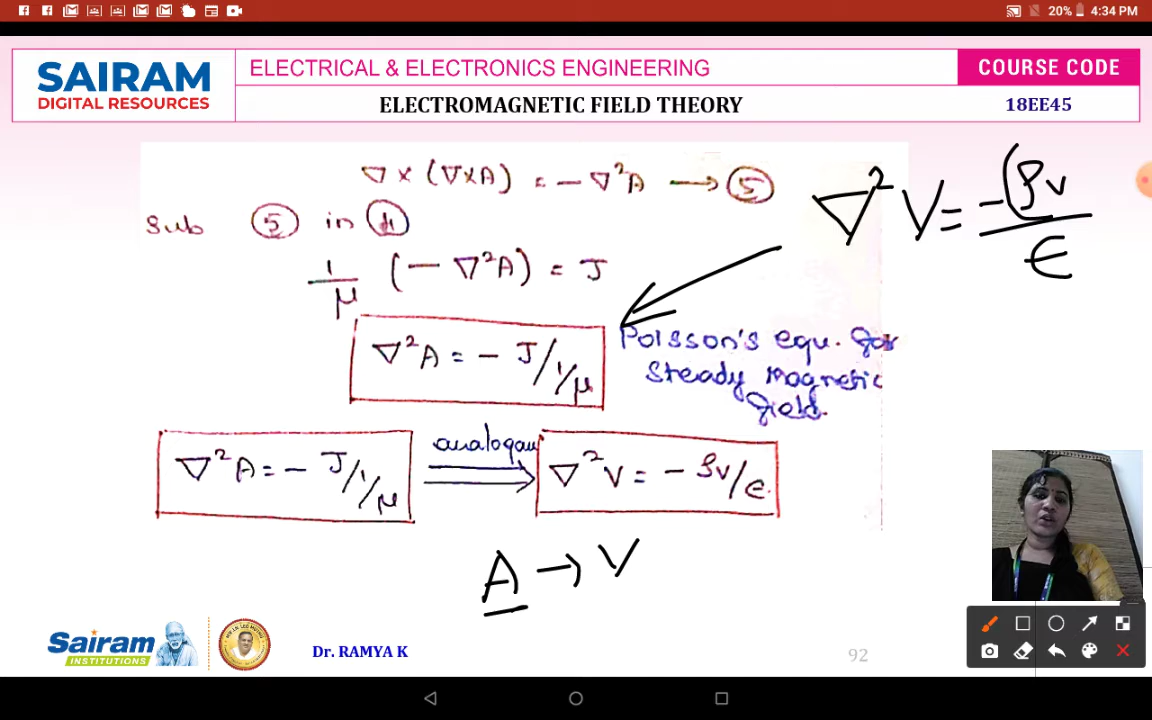 20% 4:34 PM
SAIRAM
DIGITAL RESOURCES
ELECTRICAL & ELECTRONICS ENGINEERING
COURSE CODE
ELECTROMAGNETIC FIELD THEORY
18EE45
∇ × (∇×A) = − ∇²A → ⑤
∇²V = −ρv/ϵ
Sub ⑤ in ④
1/μ (− ∇²A) = J
∇²A = − J/1/μ
Poisson's equ. for
steady Magnetic
field.
∇²A = − J/1/μ
analogous
∇²V = − ρv/ϵ.
A → V
Sairam
INSTITUTIONS
Dr. RAMYA K
92